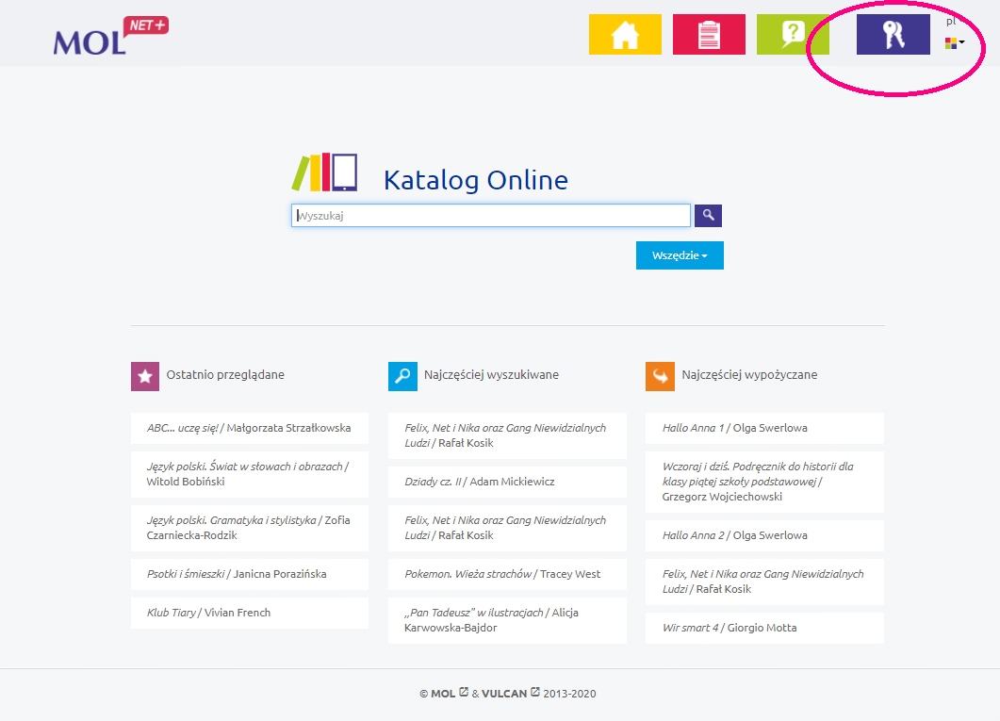 MOL NET+
pl
Katalog Online
Wyszukaj
Wszędzie
Ostatnio przeglądane
ABC... uczę się! / Małgorzata Strzałkowska
Język polski. Świat w słowach i obrazach /
Witold Bobiński
Język polski. Gramatyka i stylistyka / Zofia
Czarniecka-Rodzik
Psotki i śmieszki / Janicna Porazińska
Klub Tiary / Vivian French
Najczęściej wyszukiwane
Felix, Net i Nika oraz Gang Niewidzialnych
Ludzi / Rafał Kosik
Dziady cz. II / Adam Mickiewicz
Felix, Net i Nika oraz Gang Niewidzialnych
Ludzi / Rafał Kosik
Pokemon. Wieża strachów / Tracey West
,,Pan Tadeusz" w ilustracjach / Alicja
Karwowska-Bajdor
Najczęściej wypożyczane
Hallo Anna 1 / Olga Swerlowa
Wczoraj i dziś. Podręcznik do historii dla
klasy piątej szkoły podstawowej /
Grzegorz Wojciechowski
Hallo Anna 2 / Olga Swerlowa
Felix, Net i Nika oraz Gang Niewidzialnych
Ludzi / Rafał Kosik
Wir smart 4 / Giorgio Motta
© MOL & VULCAN 2013-2020